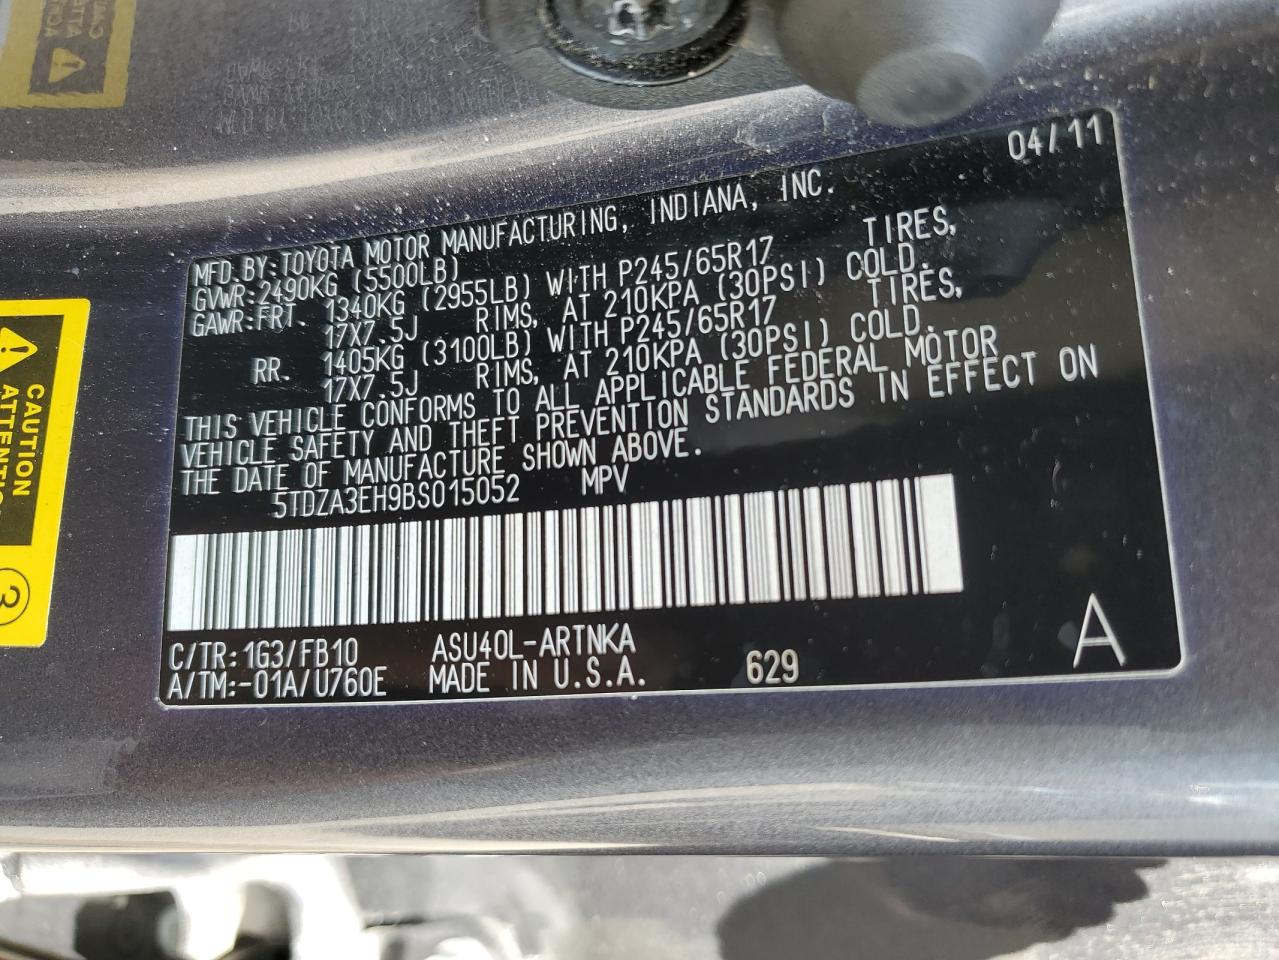 04/11
MFD.BY:TOYOTA MOTOR MANUFACTURING, INDIANA, INC.
GVWR:2490KG (5500LB)
GAWR:FRT. 1340KG (2955LB) WITH P245/65R17 TIRES,
17X7.5J RIMS, AT 210KPA (30PSI) COLD.
RR. 1405KG (3100LB) WITH P245/65R17 TIRES,
17X7.5J RIMS, AT 210KPA (30PSI) COLD.
THIS VEHICLE CONFORMS TO ALL APPLICABLE FEDERAL MOTOR
VEHICLE SAFETY AND THEFT PREVENTION STANDARDS IN EFFECT ON
THE DATE OF MANUFACTURE SHOWN ABOVE.
5TDZA3EH9BS015052 MPV
C/TR:1G3/FB10 ASU40L-ARTNKA
A/TM:-01A/U760E MADE IN U.S.A. 629 A
CAUTION
ATTENTION
3